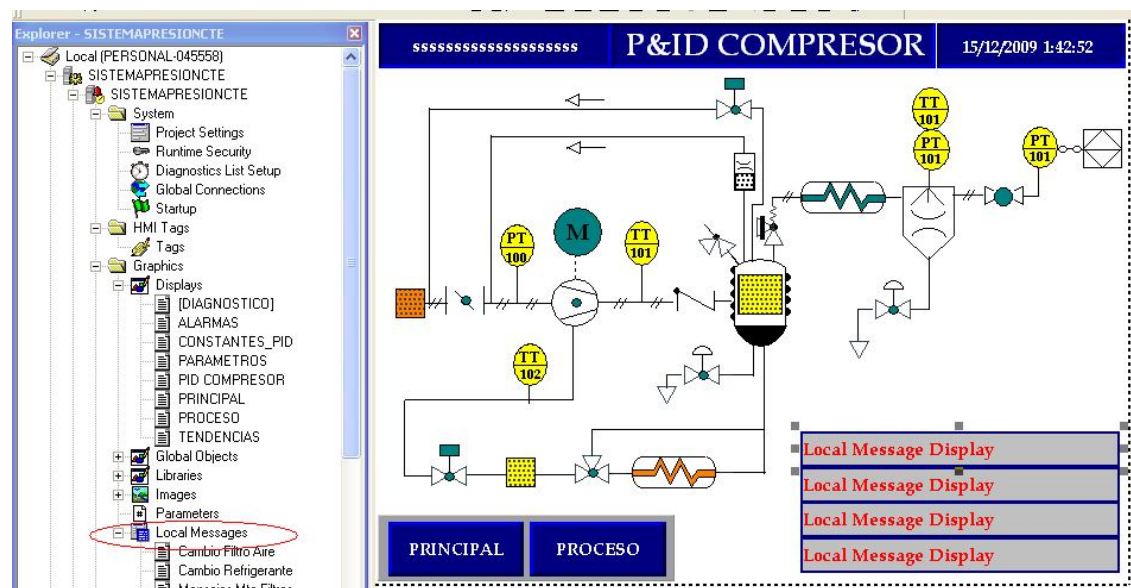 Explorer - SISTEMAPRESIONCTE
Local (PERSONAL-045558)
SISTEMAPRESIONCTE
SISTEMAPRESIONCTE
System
Project Settings
Runtime Security
Diagnostics List Setup
Global Connections
Startup
HMI Tags
Tags
Graphics
Displays
[DIAGNOSTICO]
ALARMAS
CONSTANTES_PID
PARAMETROS
PID COMPRESOR
PRINCIPAL
PROCESO
TENDENCIAS
Global Objects
Libraries
Images
Parameters
Local Messages
Cambio Filtro Aire
Cambio Refrigerante
ssssssssssssssssssss
P&ID COMPRESOR
15/12/2009 1:42:52
TT
101
PT
101
PT
101
PT
100
M
TT
101
TT
102
Local Message Display
Local Message Display
Local Message Display
Local Message Display
PRINCIPAL
PROCESO